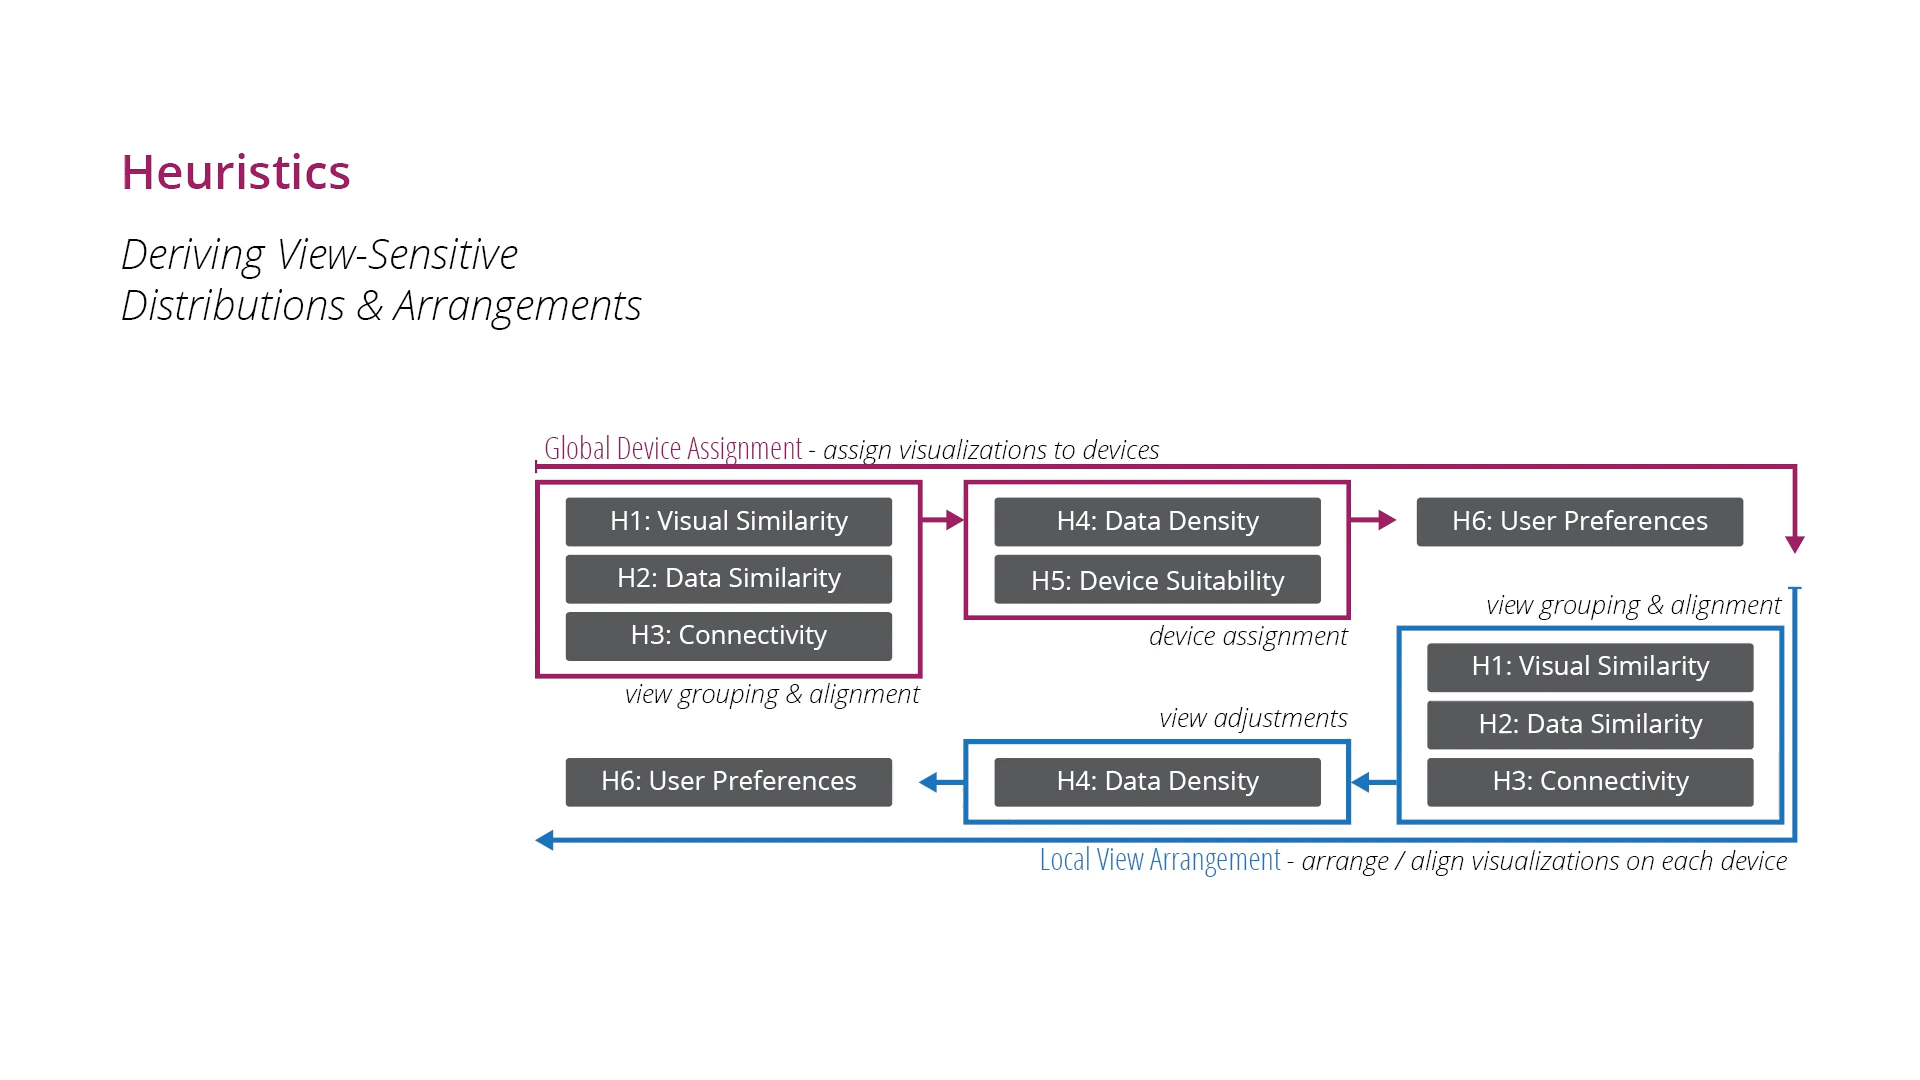 Heuristics
Deriving View-Sensitive
Distributions & Arrangements
Global Device Assignment - assign visualizations to devices
H1: Visual Similarity
H2: Data Similarity
H3: Connectivity
view grouping & alignment
H4: Data Density
H5: Device Suitability
device assignment
H6: User Preferences
view grouping & alignment
H1: Visual Similarity
H2: Data Similarity
H3: Connectivity
view adjustments
H4: Data Density
H6: User Preferences
Local View Arrangement - arrange / align visualizations on each device